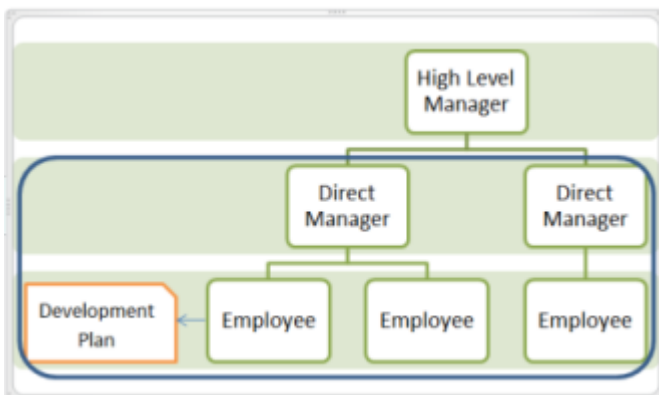 High Level
Manager
Direct
Manager
Direct
Manager
Development
Plan
Employee
Employee
Employee